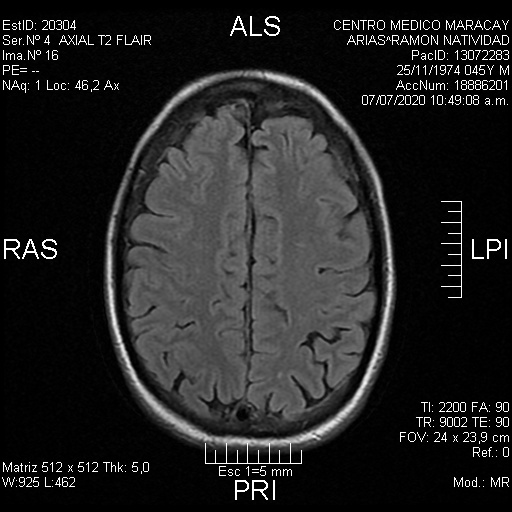 EstID: 20304
Ser.Nº 4 AXIAL T2 FLAIR
Ima.Nº 16
PE= --
NAq: 1 Loc: 46,2 Ax
ALS
CENTRO MEDICO MARACAY
ARIAS^RAMON NATIVIDAD
PacID: 13072283
25/11/1974 045Y M
AccNum: 18886201
07/07/2020 10:49:08 a.m.
RAS
LPI
TI: 2200 FA: 90
TR: 9002 TE: 90
FOV: 24 x 23,9 cm
Ref.: 0
Matriz 512 x 512 Thk: 5,0
W:925 L:462
Esc 1=5 mm
PRI
Mod.: MR